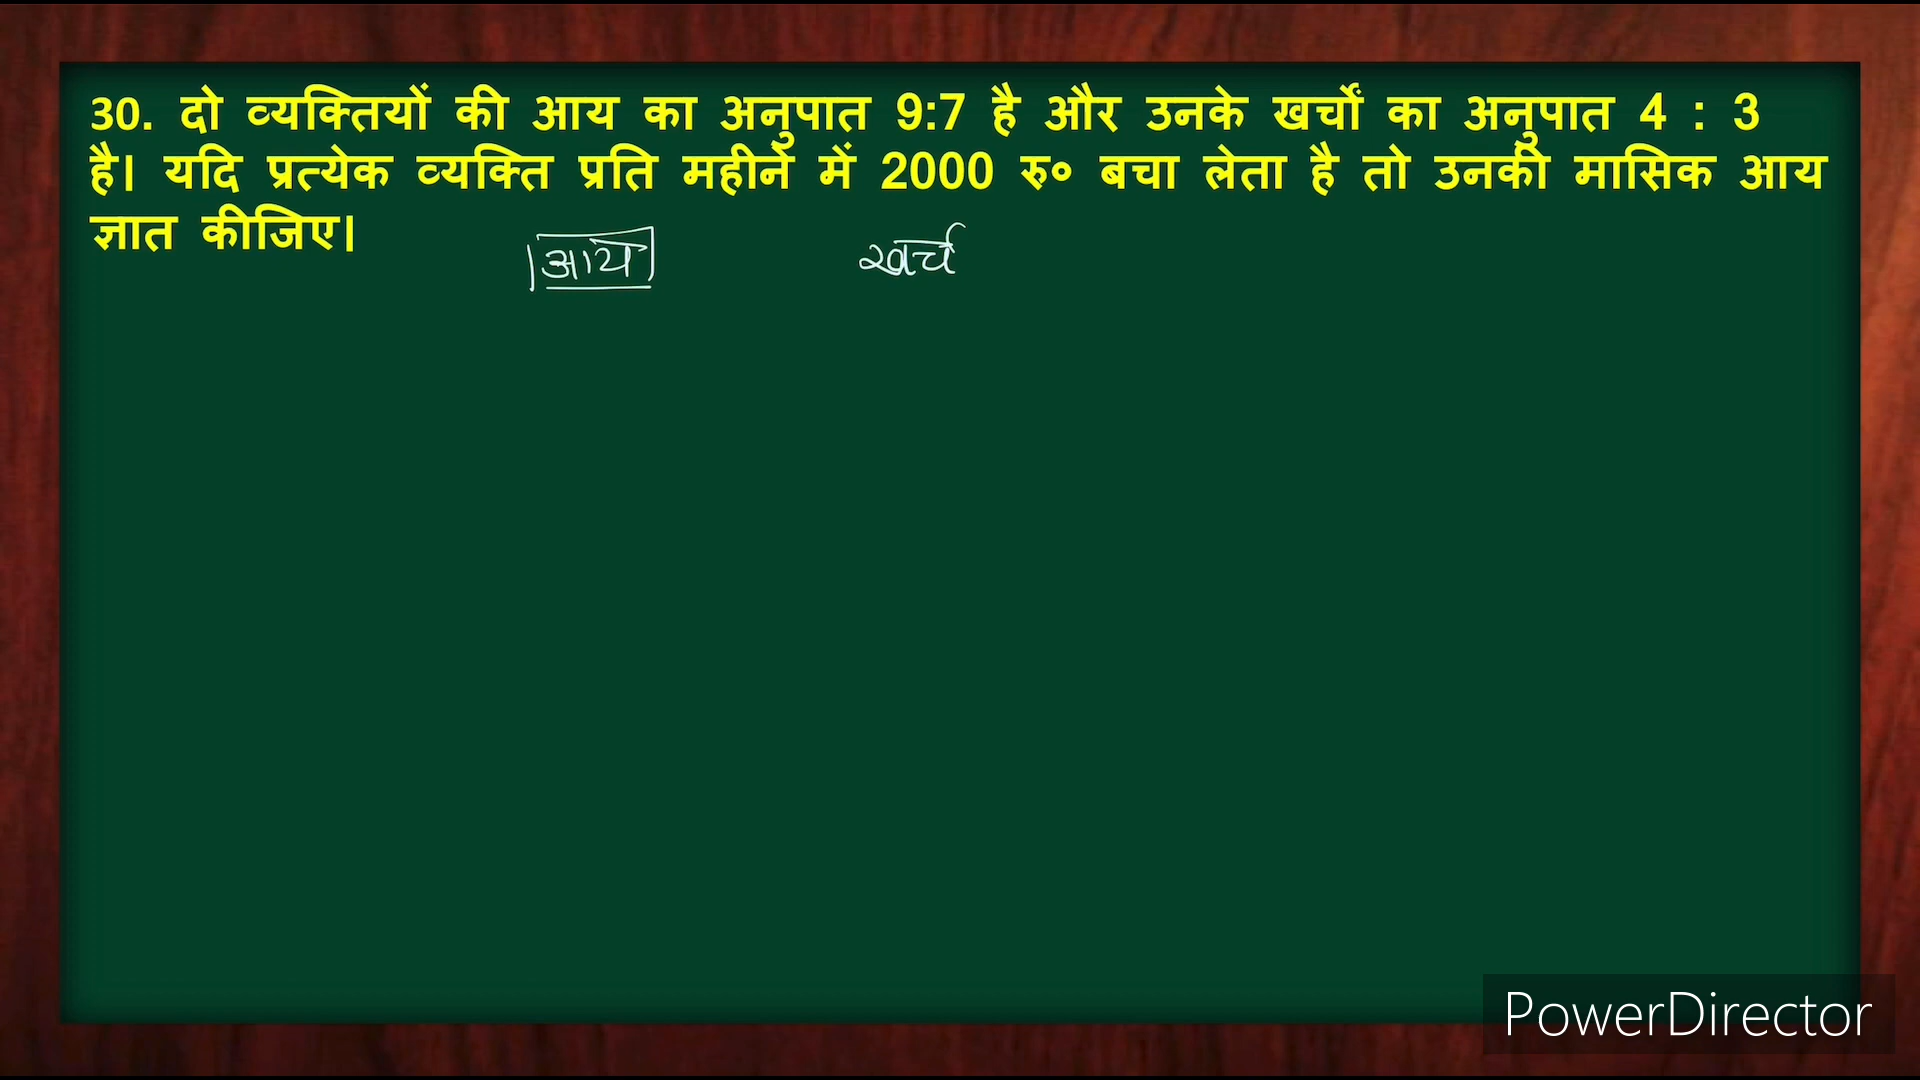 30. दो व्यक्तियों की आय का अनुपात 9:7 है और उनके खर्चों का अनुपात 4 : 3
है। यदि प्रत्येक व्यक्ति प्रति महीने में 2000 रु० बचा लेता है तो उनकी मासिक आय
ज्ञात कीजिए।
आय खर्च
PowerDirector